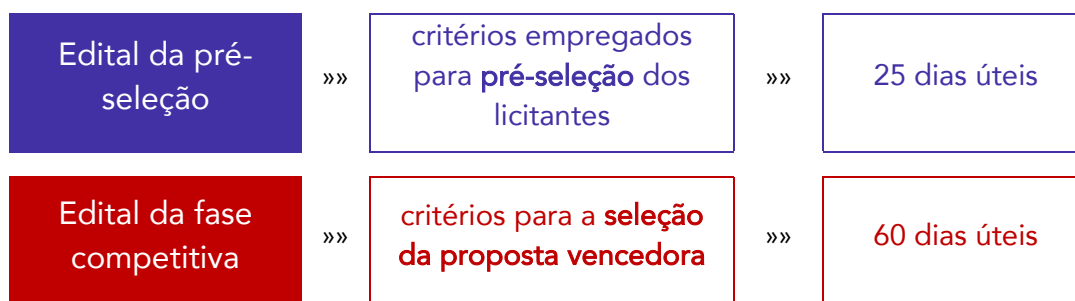 Edital da pré-
seleção
»»
critérios empregados
para pré-seleção dos
licitantes
»»
25 dias úteis
Edital da fase
competitiva
»»
critérios para a seleção
da proposta vencedora
»»
60 dias úteis